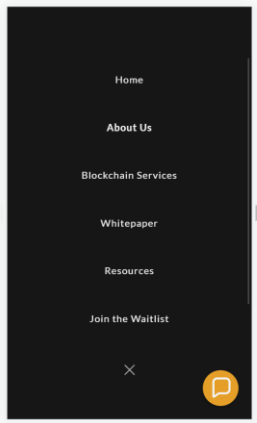 Home
About Us
Blockchain Services
Whitepaper
Resources
Join the Waitlist